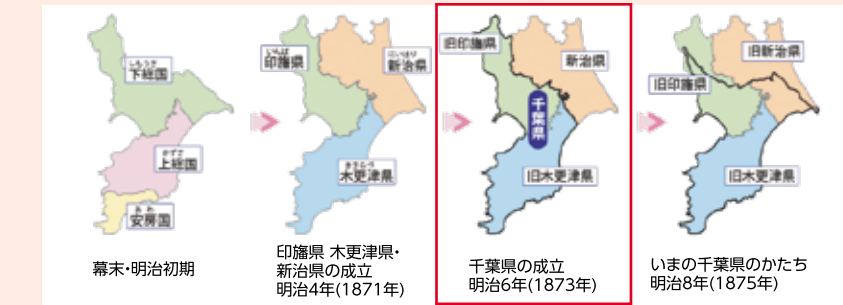 しもうさ
下総国
かずさ
上総国
あわ
安房国
幕末・明治初期
いんば
印旛県
にいはり
新治県
きさらづ
木更津県
印旛県 木更津県・
新治県の成立
明治4年(1871年)
旧印旛県
新治県
千葉県
旧木更津県
千葉県の成立
明治6年(1873年)
旧新治県
旧印旛県
旧木更津県
いまの千葉県のかたち
明治8年(1875年)